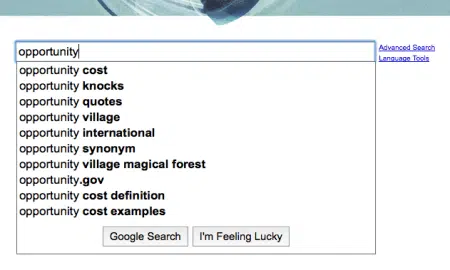 opportunity
Advanced Search
Language Tools
opportunity cost
opportunity knocks
opportunity quotes
opportunity village
opportunity international
opportunity synonym
opportunity village magical forest
opportunity.gov
opportunity cost definition
opportunity cost examples
Google Search
I'm Feeling Lucky